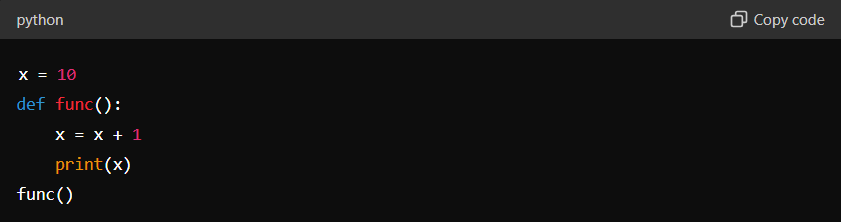 python
Copy code
x = 10
def func():
    x = x + 1
    print(x)
func()